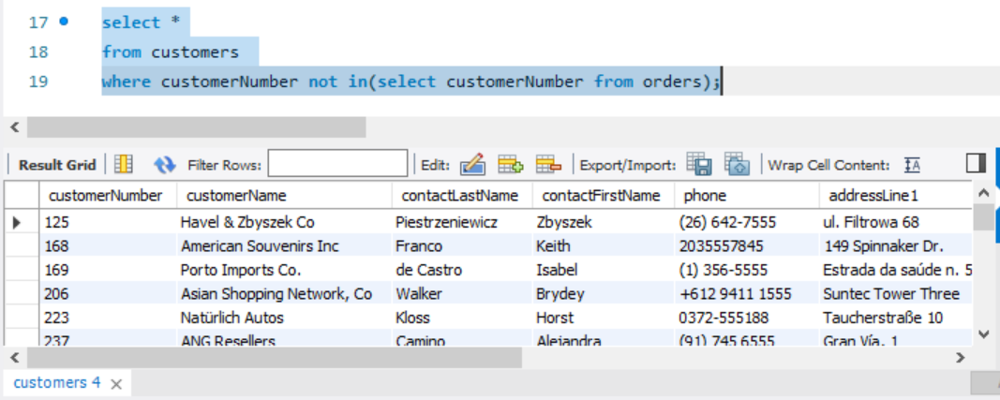 17 select *
18 from customers
19 where customerNumber not in(select customerNumber from orders);
Result Grid Filter Rows: Edit: Export/Import: Wrap Cell Content: IA
customerNumber customerName contactLastName contactFirstName phone addressLine1
125 Havel & Zbyszek Co Piestrzeniewicz Zbyszek (26) 642-7555 ul. Filtrowa 68
168 American Souvenirs Inc Franco Keith 2035557845 149 Spinnaker Dr.
169 Porto Imports Co. de Castro Isabel (1) 356-5555 Estrada da saúde n. 5
206 Asian Shopping Network, Co Walker Brydey +612 9411 1555 Suntec Tower Three
223 Natürlich Autos Kloss Horst 0372-555188 Taucherstraße 10
237 ANG Resellers Camino Alejandra (91) 745 6555 Gran Vía, 1
customers 4